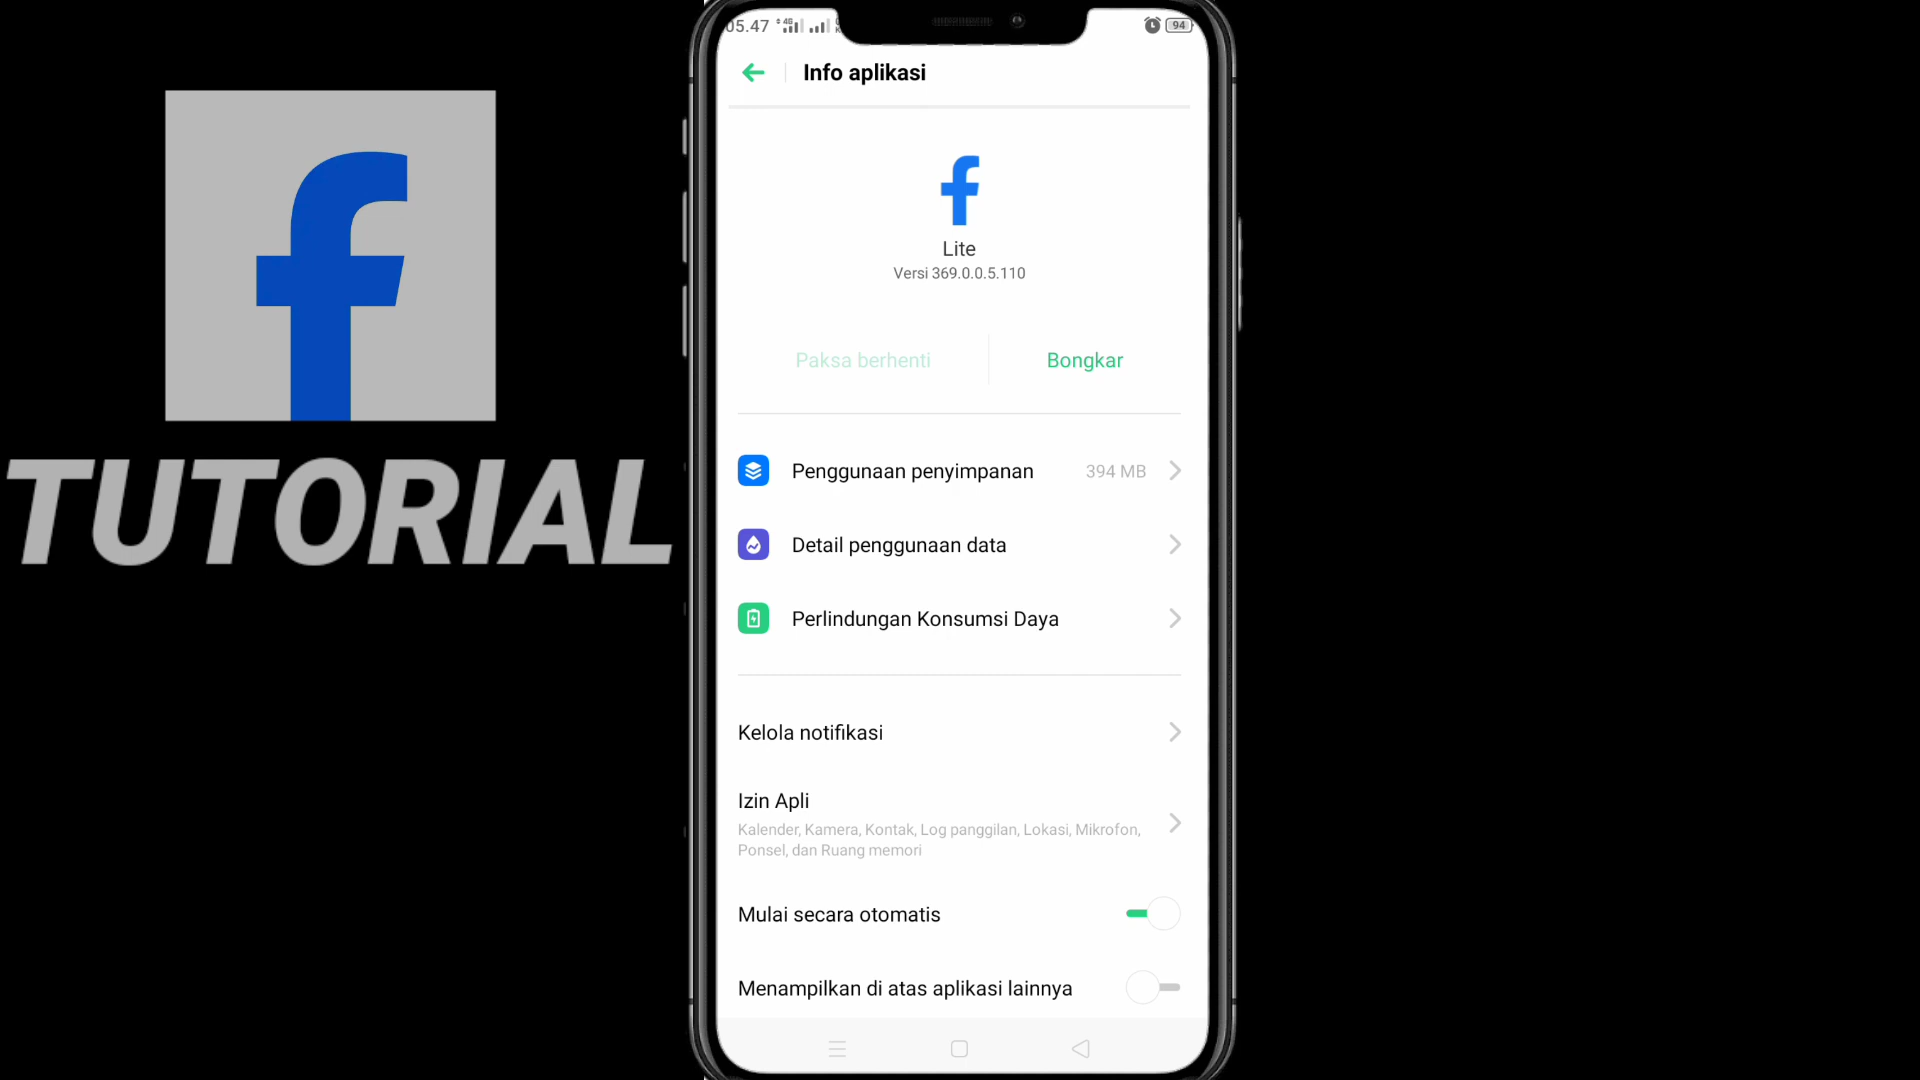 05.47
4G
94
Info aplikasi
Lite
Versi 369.0.0.5.110
Paksa berhenti
Bongkar
Penggunaan penyimpanan
394 MB
Detail penggunaan data
Perlindungan Konsumsi Daya
Kelola notifikasi
Izin Apli
Kalender, Kamera, Kontak, Log panggilan, Lokasi, Mikrofon,
Ponsel, dan Ruang memori
Mulai secara otomatis
Menampilkan di atas aplikasi lainnya
TUTORIAL